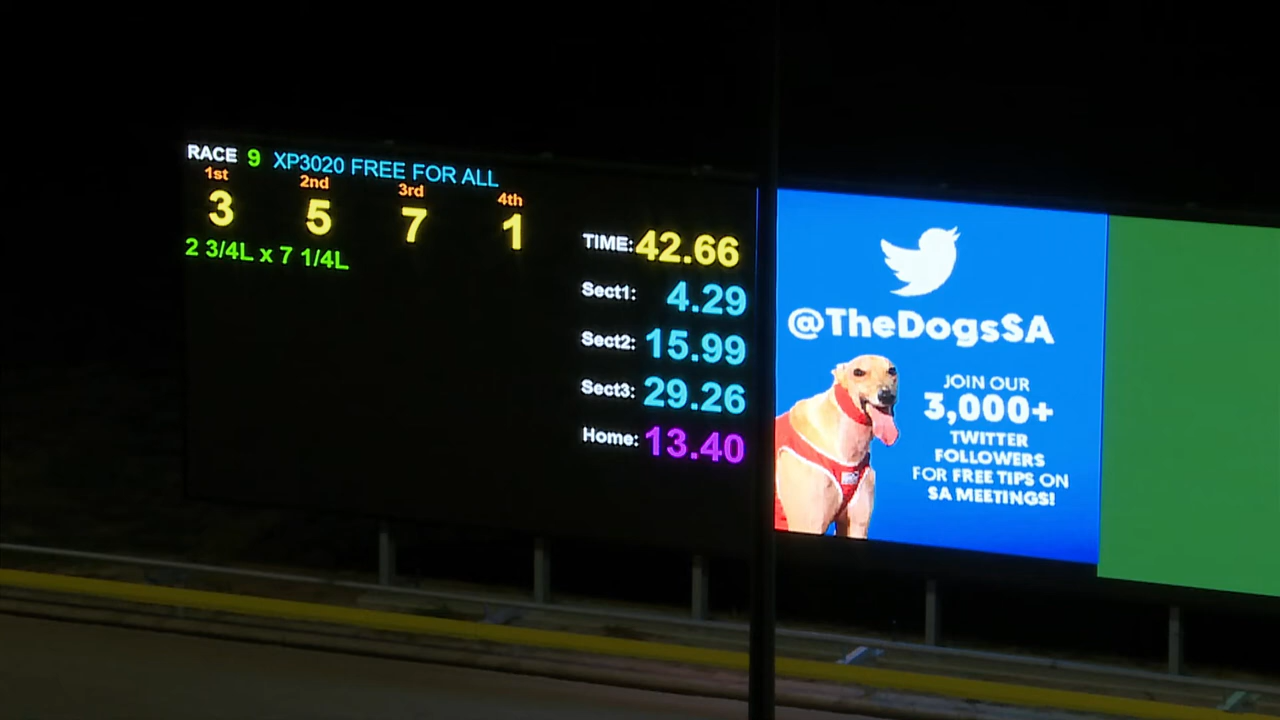 RACE 9 XP3020 FREE FOR ALL
1st 2nd 3rd 4th
3 5 7 1
2 3/4L x 7 1/4L
TIME: 42.66
Sect1: 4.29
Sect2: 15.99
Sect3: 29.26
Home: 13.40
@TheDogsSA
JOIN OUR
3,000+
TWITTER
FOLLOWERS
FOR FREE TIPS ON
SA MEETINGS!